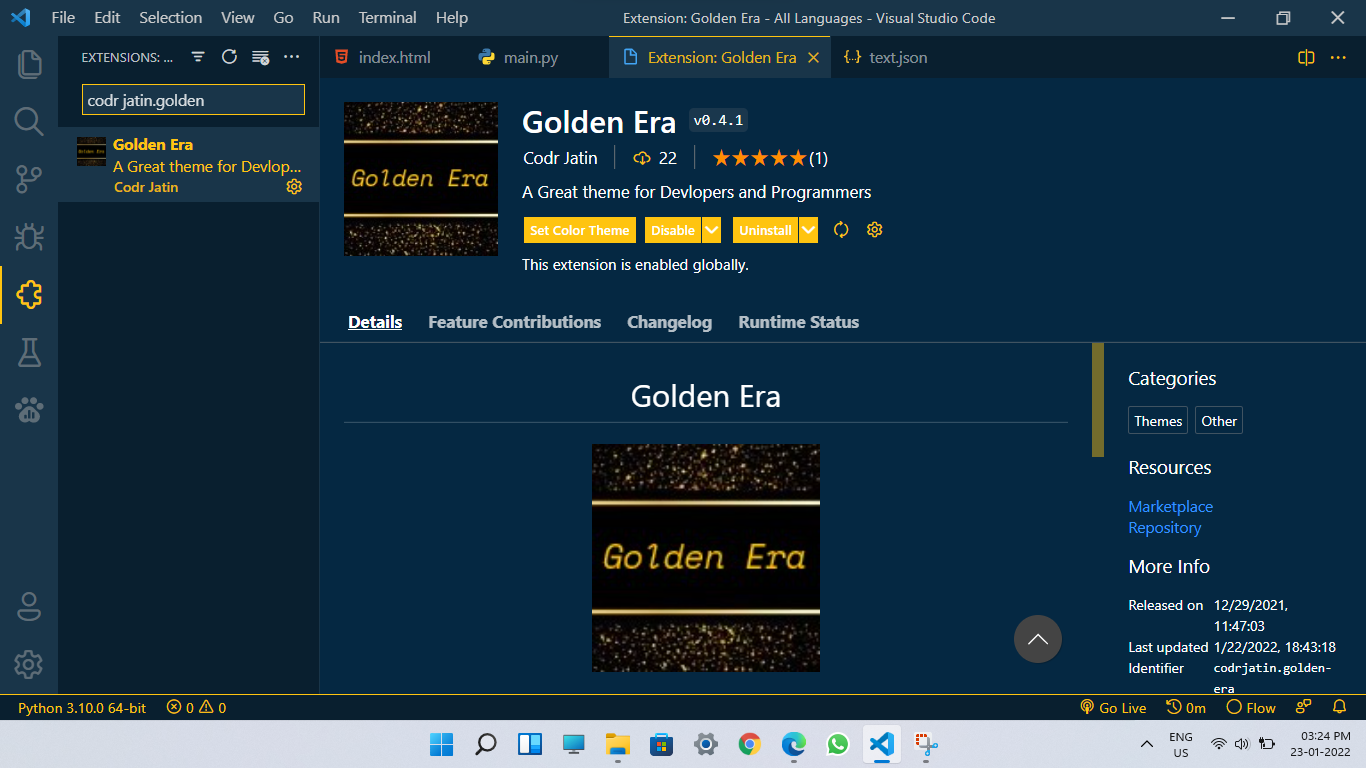 File Edit Selection View Go Run Terminal Help
Extension: Golden Era - All Languages - Visual Studio Code
EXTENSIONS: ...
index.html
main.py
Extension: Golden Era
text.json
codr jatin.golden
Golden Era
A Great theme for Devlop...
Codr Jatin
Golden Era
Golden Era v0.4.1
Codr Jatin 22 (1)
A Great theme for Devlopers and Programmers
Set Color Theme Disable Uninstall
This extension is enabled globally.
Details Feature Contributions Changelog Runtime Status
Golden Era
Golden Era
Categories
Themes Other
Resources
Marketplace
Repository
More Info
Released on 12/29/2021,
11:47:03
Last updated 1/22/2022, 18:43:18
Identifier codrjatin.golden-
era
Python 3.10.0 64-bit 0 0
Go Live 0m Flow
ENG
US
03:24 PM
23-01-2022